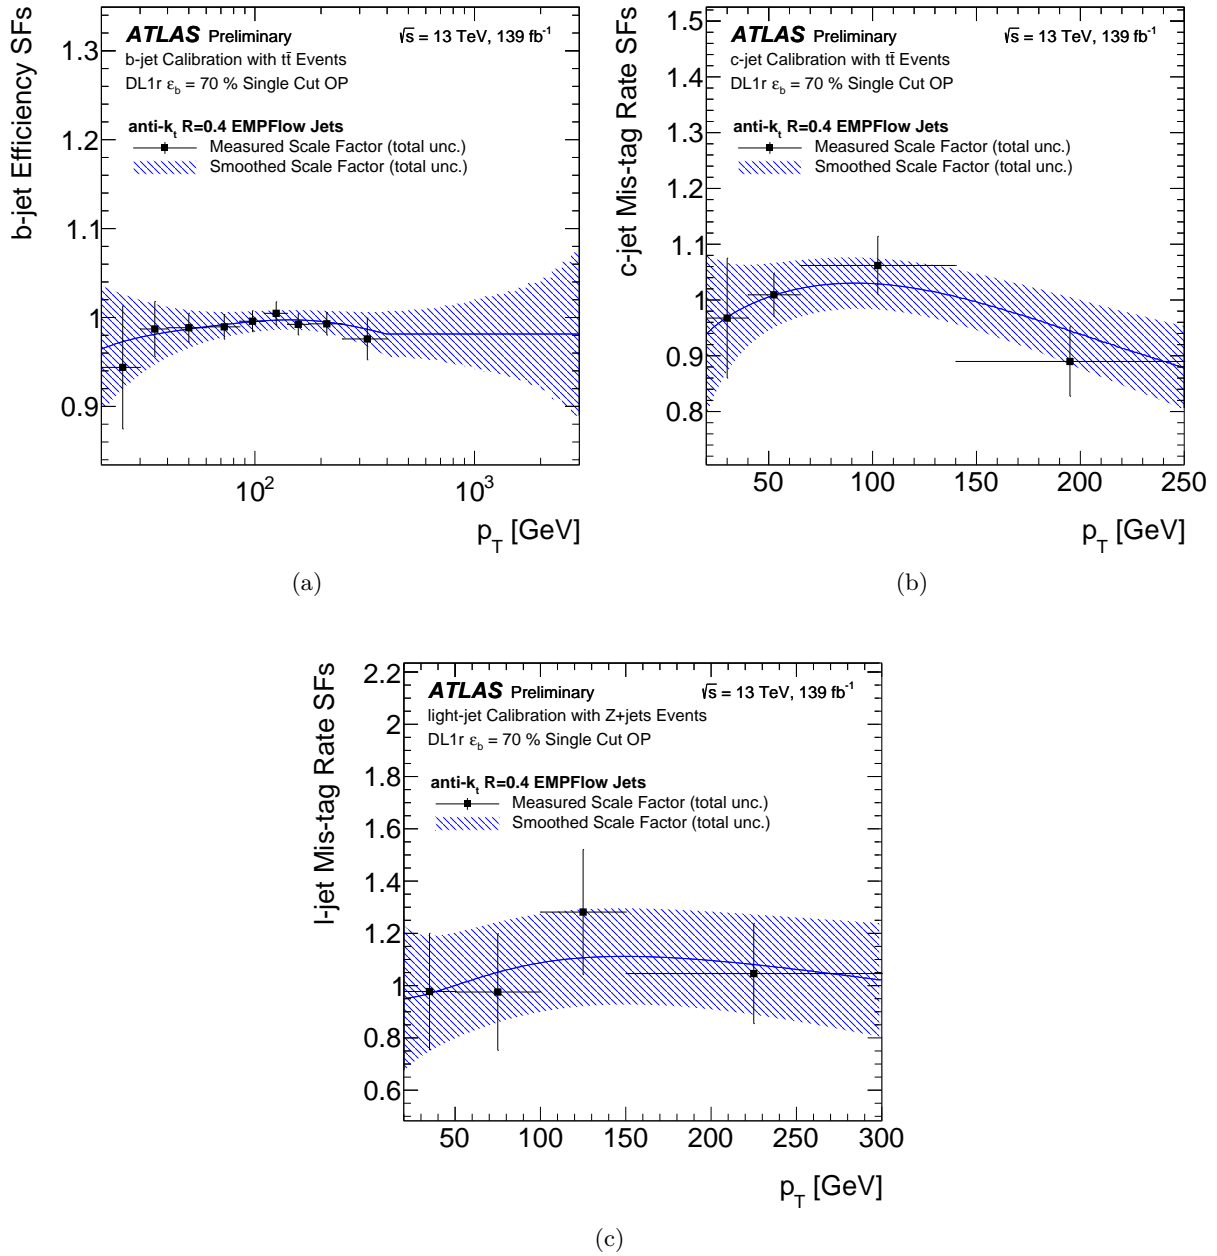 b-jet Efficiency SFs
1.3
1.2
1.1
1
0.9
ATLAS Preliminary
√s = 13 TeV, 139 fb⁻¹
b-jet Calibration with tt̄ Events
DL1r ε_b = 70 % Single Cut OP
anti-k_t R=0.4 EMPFlow Jets
Measured Scale Factor (total unc.)
Smoothed Scale Factor (total unc.)
10²
10³
p_T [GeV]
(a)
c-jet Mis-tag Rate SFs
1.5
1.4
1.3
1.2
1.1
1
0.9
0.8
ATLAS Preliminary
√s = 13 TeV, 139 fb⁻¹
c-jet Calibration with tt̄ Events
DL1r ε_b = 70 % Single Cut OP
anti-k_t R=0.4 EMPFlow Jets
Measured Scale Factor (total unc.)
Smoothed Scale Factor (total unc.)
50 100 150 200 250
p_T [GeV]
(b)
l-jet Mis-tag Rate SFs
2.2
2
1.8
1.6
1.4
1.2
1
0.8
0.6
ATLAS Preliminary
√s = 13 TeV, 139 fb⁻¹
light-jet Calibration with Z+jets Events
DL1r ε_b = 70 % Single Cut OP
anti-k_t R=0.4 EMPFlow Jets
Measured Scale Factor (total unc.)
Smoothed Scale Factor (total unc.)
50 100 150 200 250 300
p_T [GeV]
(c)